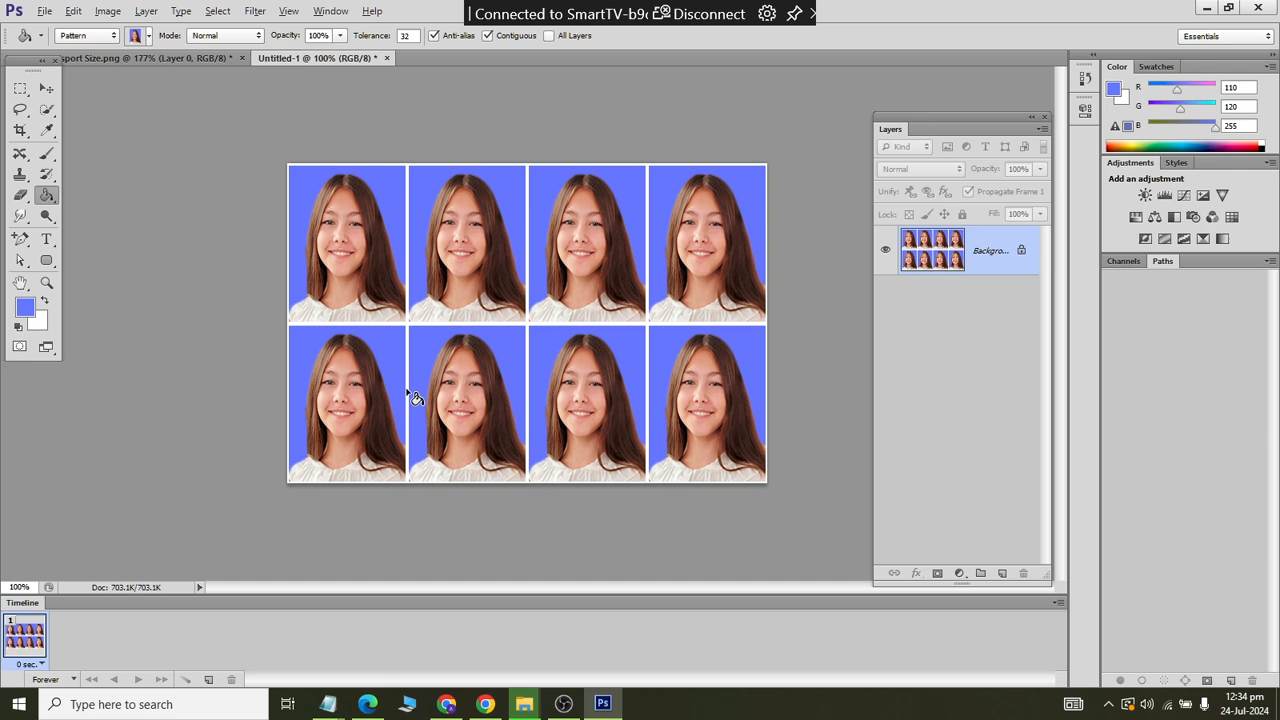 Ps File Edit Image Layer Type Select Filter View Window Help
Connected to SmartTV-b9 Disconnect
Pattern Mode: Normal Opacity: 100% Tolerance: 32 Anti-alias Contiguous All Layers Essentials
sport Size.png @ 177% (Layer 0, RGB/8) * × Untitled-1 @ 100% (RGB/8) * ×
Color Swatches
R 110
G 120
B 255
Layers
Kind
Normal Opacity: 100%
Unify: Propagate Frame 1
Lock: Fill: 100%
Backgro...
Adjustments Styles
Add an adjustment
Channels Paths
100% Doc: 703.1K/703.1K
Timeline
1
0 sec.
Forever
Type here to search
Ps
12:34 pm
24-Jul-2024